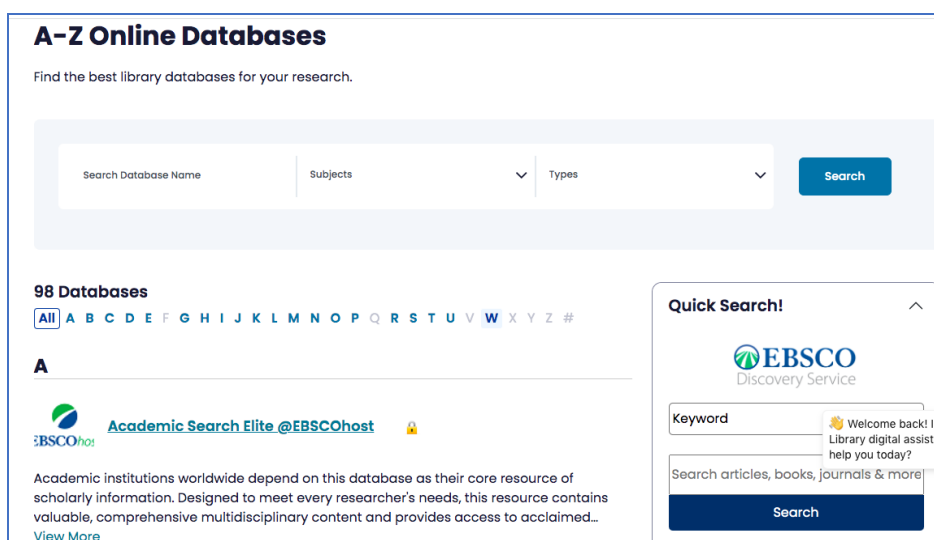 A-Z Online Databases
Find the best library databases for your research.
Search Database Name
Subjects
Types
Search
98 Databases
All A B C D E F G H I J K L M N O P Q R S T U V W X Y Z #
A
EBSCOhost
Academic Search Elite @EBSCOhost
Academic institutions worldwide depend on this database as their core resource of
scholarly information. Designed to meet every researcher's needs, this resource contains
valuable, comprehensive multidisciplinary content and provides access to acclaimed...
View More
Quick Search!
EBSCO
Discovery Service
Keyword
👋 Welcome back! I
Library digital assist
help you today?
Search articles, books, journals & more
Search